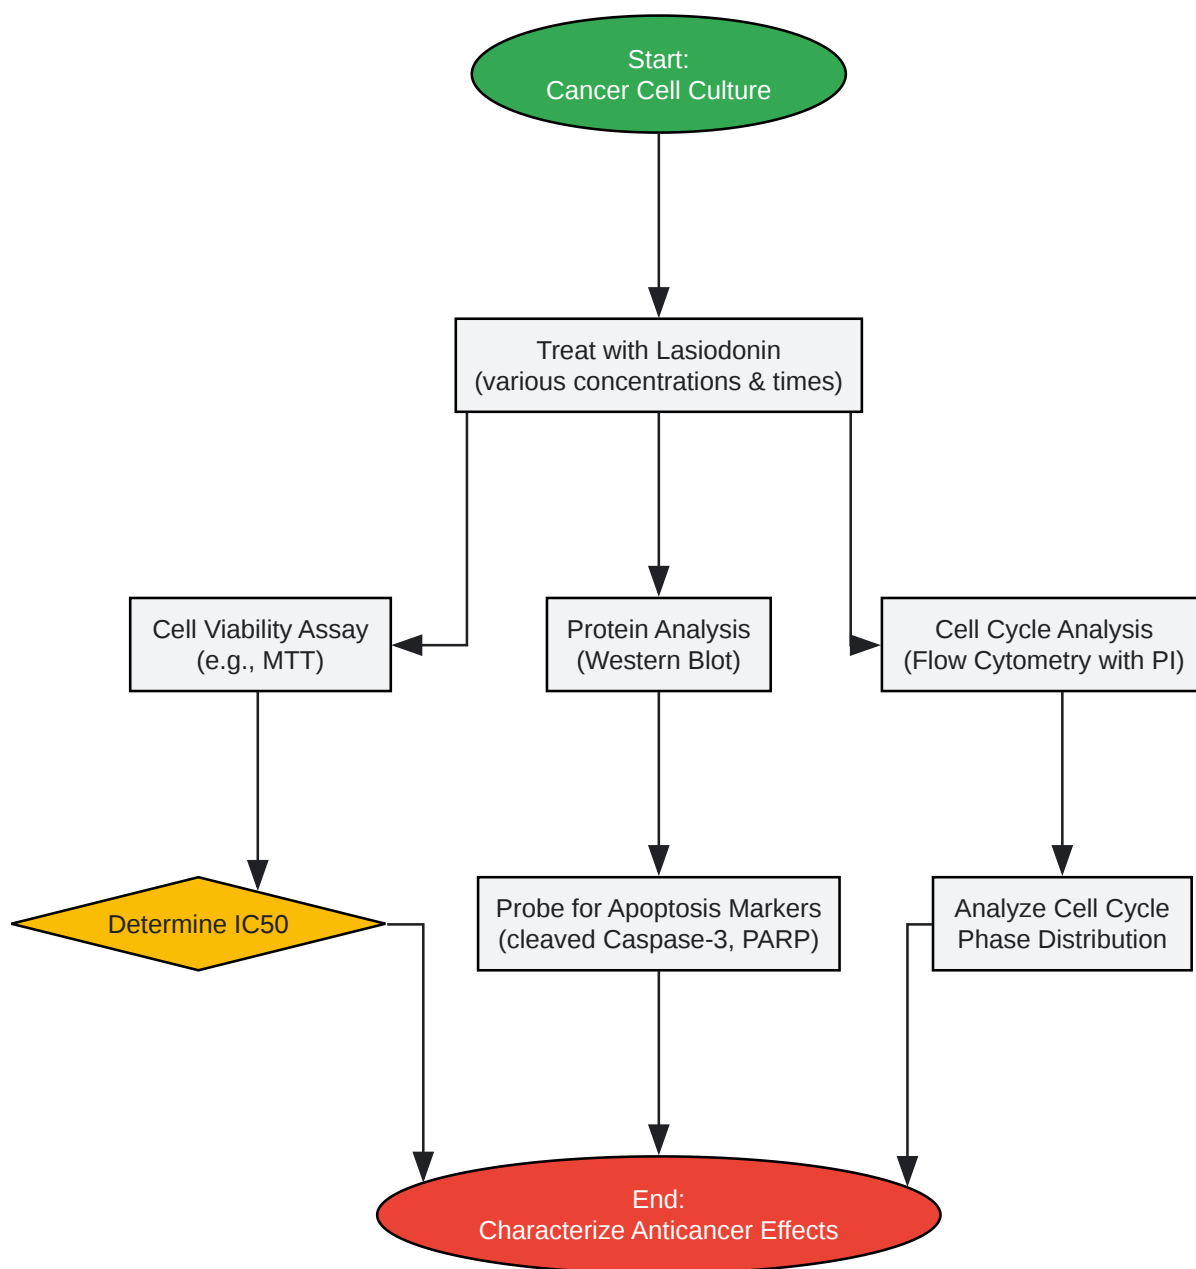 Start:
Cancer Cell Culture
Treat with Lasiodonin
(various concentrations & times)
Cell Viability Assay
(e.g., MTT)
Protein Analysis
(Western Blot)
Cell Cycle Analysis
(Flow Cytometry with PI)
Determine IC50
Probe for Apoptosis Markers
(cleaved Caspase-3, PARP)
Analyze Cell Cycle
Phase Distribution
End:
Characterize Anticancer Effects